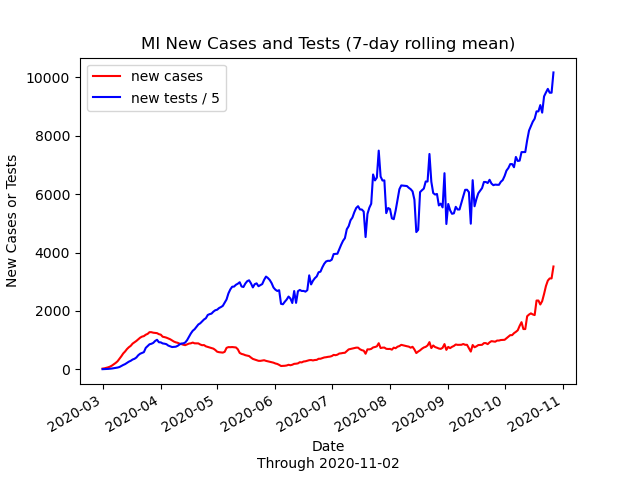 MI New Cases and Tests (7-day rolling mean)
new cases
new tests / 5
New Cases or Tests
10000
8000
6000
4000
2000
0
2020-03
2020-04
2020-05
2020-06
2020-07
2020-08
2020-09
2020-10
2020-11
Date
Through 2020-11-02